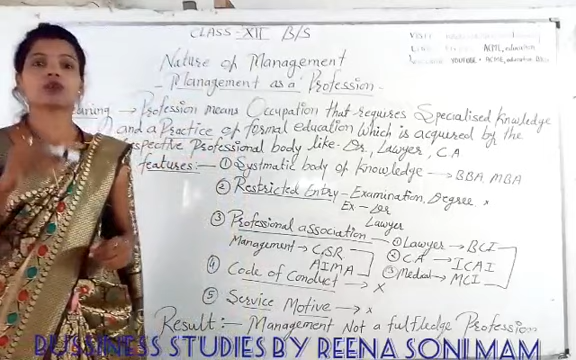 CLASS-XII B/S
Nature of Management
- Management as a Profession -
Meaning → Profession means Occupation that requires Specialised Knowledge
and a Practice of formal education which is acquired by the
respective Professional body like Dr, Lawyer, C.A
features:- ① Systmatic body of Knowledge → BBA, MBA
② Restricted Entry - Examination, Degree x
Ex - Dr
Lawyer
③ Professional association - ① Lawyer → BCI
Management → CSR ② CA → ICAI
AIMA ③ Medical → MCI
④ Code of Conduct → x
⑤ Service Motive → x
Result:- Management Not a fulfledge Profession
BUSSINESS STUDIES BY REENA SONI MAM